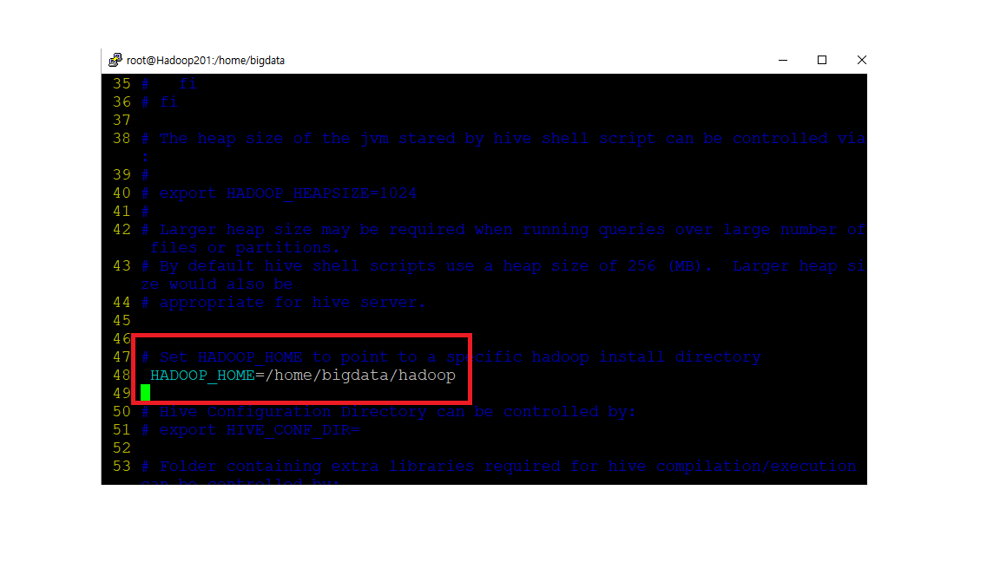 root@Hadoop201:/home/bigdata
35 #   fi
36 # fi
37
38 # The heap size of the jvm stared by hive shell script can be controlled via
:
39 #
40 # export HADOOP_HEAPSIZE=1024
41 #
42 # Larger heap size may be required when running queries over large number of
files or partitions.
43 # By default hive shell scripts use a heap size of 256 (MB).  Larger heap si
ze would also be
44 # appropriate for hive server.
45
46
47 # Set HADOOP_HOME to point to a specific hadoop install directory
48  HADOOP_HOME=/home/bigdata/hadoop
49
50 # Hive Configuration Directory can be controlled by:
51 # export HIVE_CONF_DIR=
52
53 # Folder containing extra libraries required for hive compilation/execution
can be controlled by: